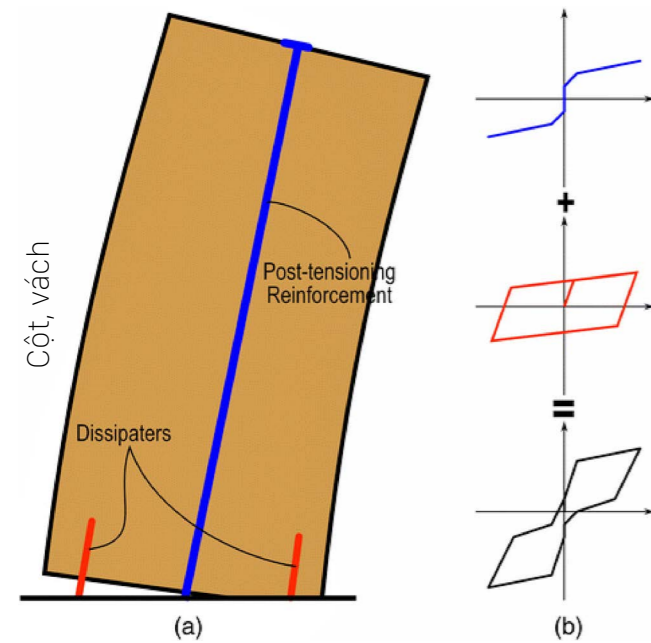 Cột, vách
Post-tensioning
Reinforcement
Dissipaters
(a)
+
=
(b)